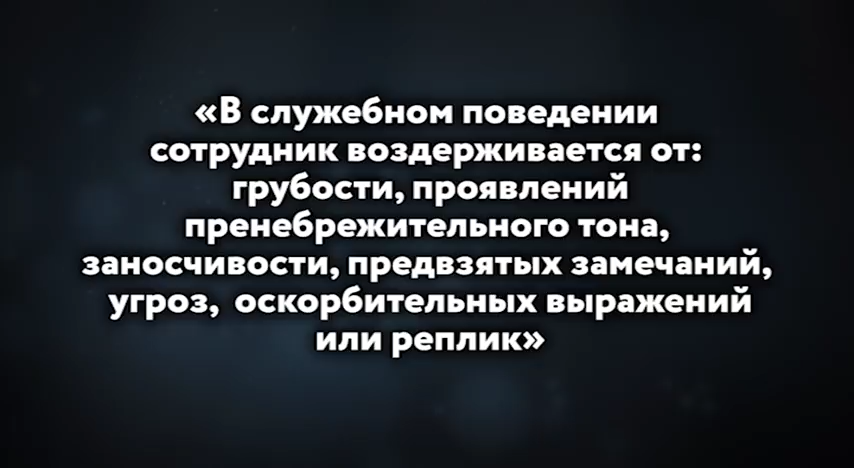 «В служебном поведении
сотрудник воздерживается от:
грубости, проявлений
пренебрежительного тона,
заносчивости, предвзятых замечаний,
угроз,  оскорбительных выражений
или реплик»